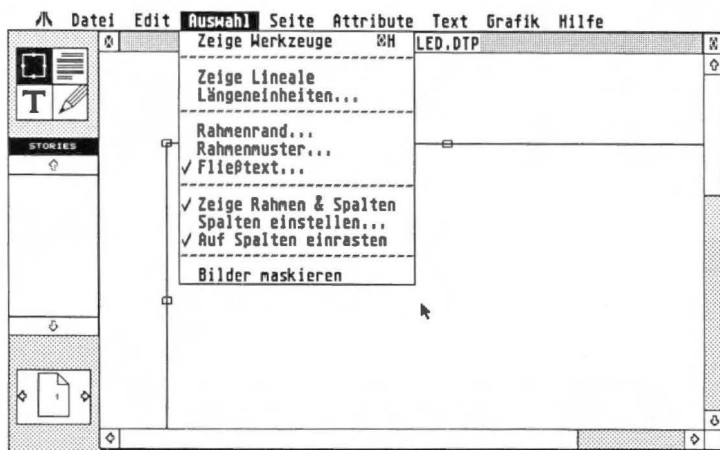 Datei Edit Auswahl Seite Attribute Text Grafik Hilfe
LED.DTP
Zeige Werkzeuge ⌧H
Zeige Lineale
Längeneinheiten...
Rahmenrand...
Rahmenmuster...
✓ Fließtext...
✓ Zeige Rahmen & Spalten
Spalten einstellen...
✓ Auf Spalten einrasten
Bilder maskieren
T
STORIES
1